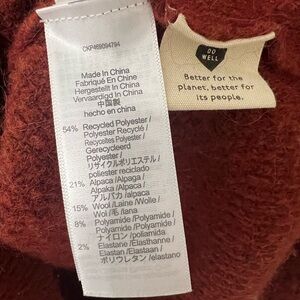 CKP469094794
Made In China
Fabriqué En Chine
Hergestellt In China
Vervaardigd In China
中国製
hecho en china
54% Recycled Polyester /
Polyester Recyclé /
Recyceltes Polyester /
Gerecycleerd
Polyester /
リサイクルポリエステル /
poliester reciclado
21% Alpaca /Alpaga /
Alpaka /Alpaca /
アルパカ /alpaca
15% Wool /Laine /Wolle /
Wol /毛 /lana
8% Polyamide /Polyamide /
Polyamid /Polyamide /
ナイロン /poliamida
2% Elastane /Elasthanne /
Elasthan /Elastaan /
ポリウレタン /elastano
DO
WELL
Better for the
planet, better for
its people.